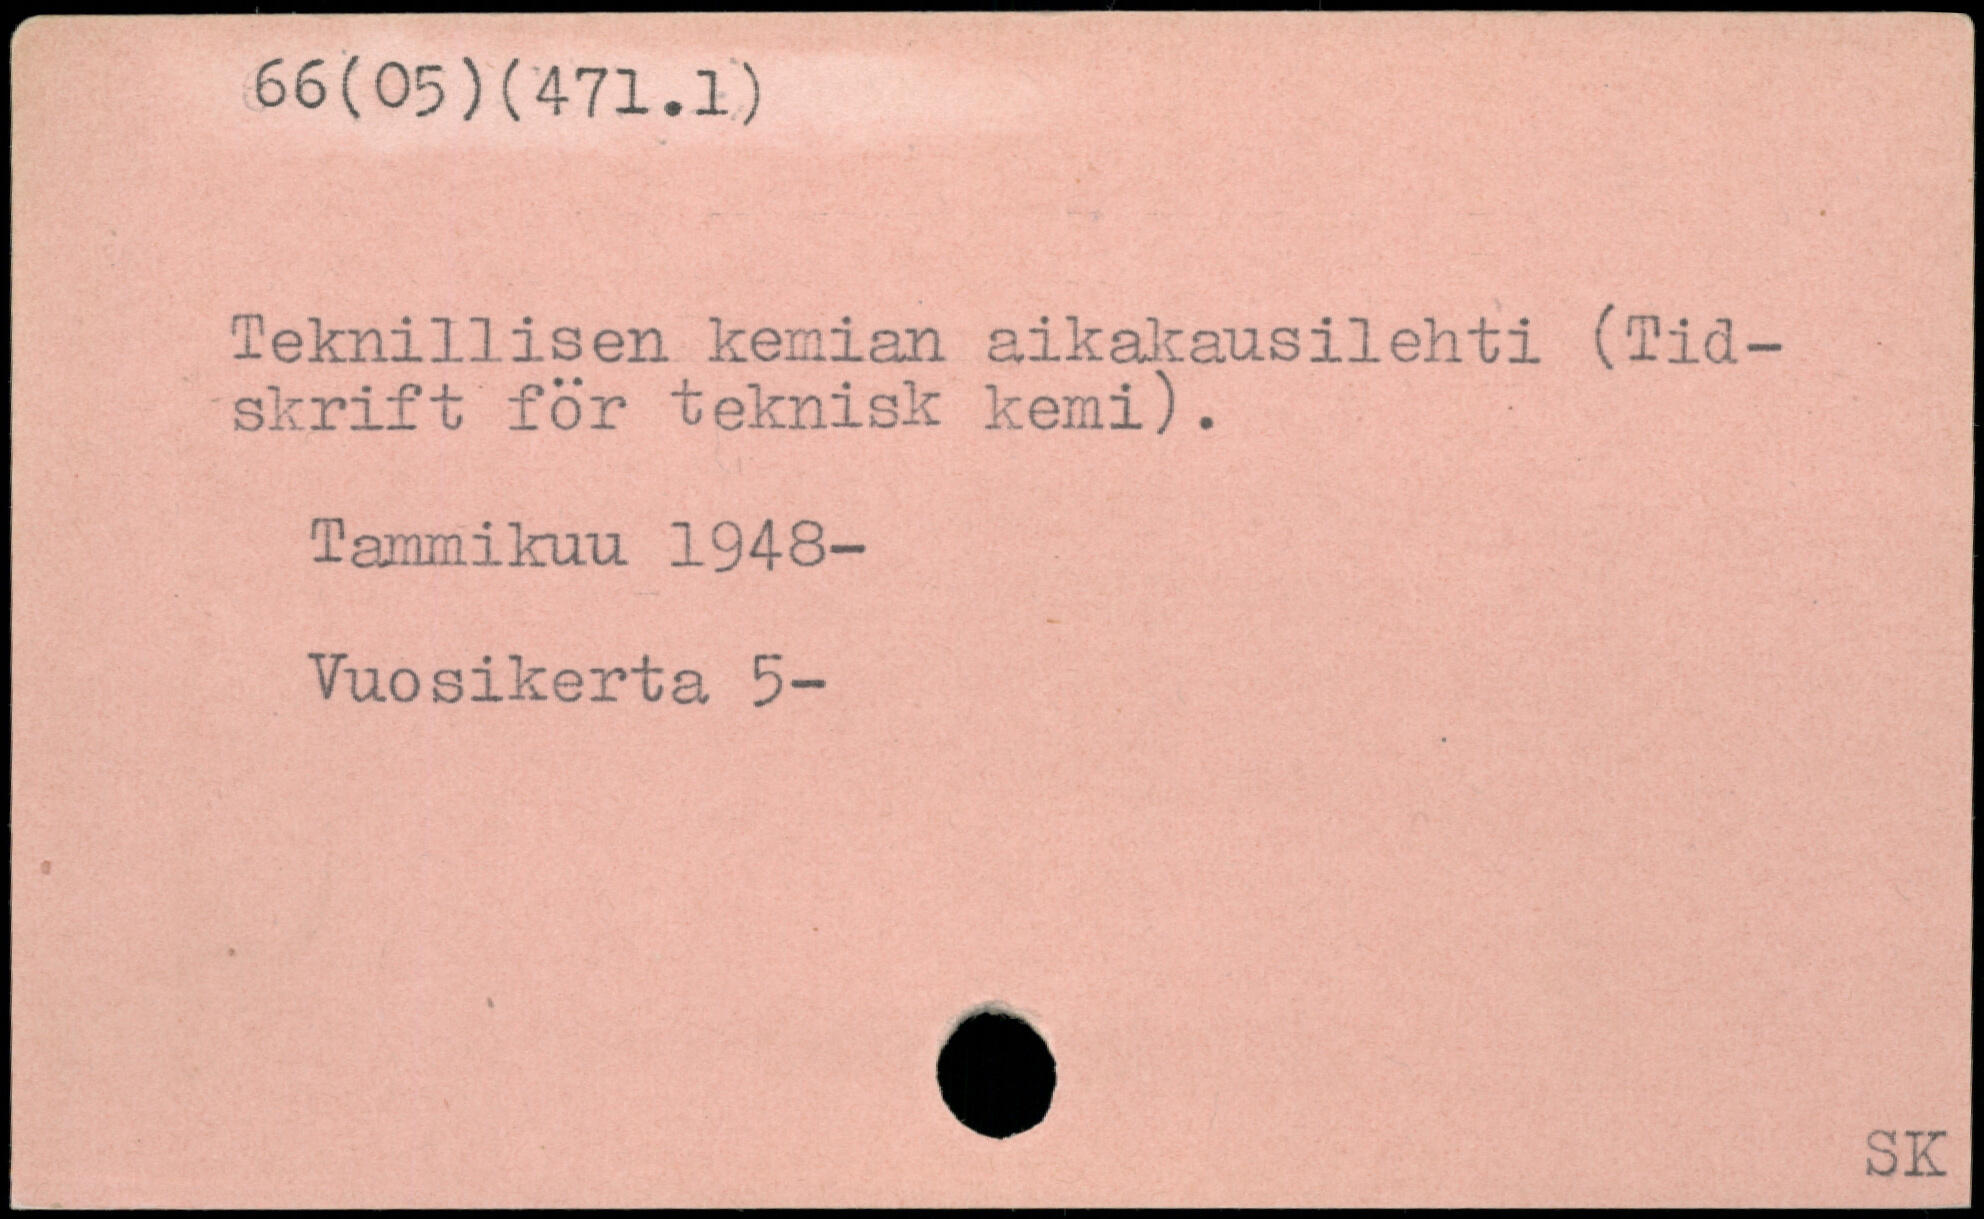 66(05)(471.1)
Teknillisen kemian aikakausilehti (Tid-
skrift för teknisk kemi).
Tammikuu 1948-
Vuosikerta 5-
SK